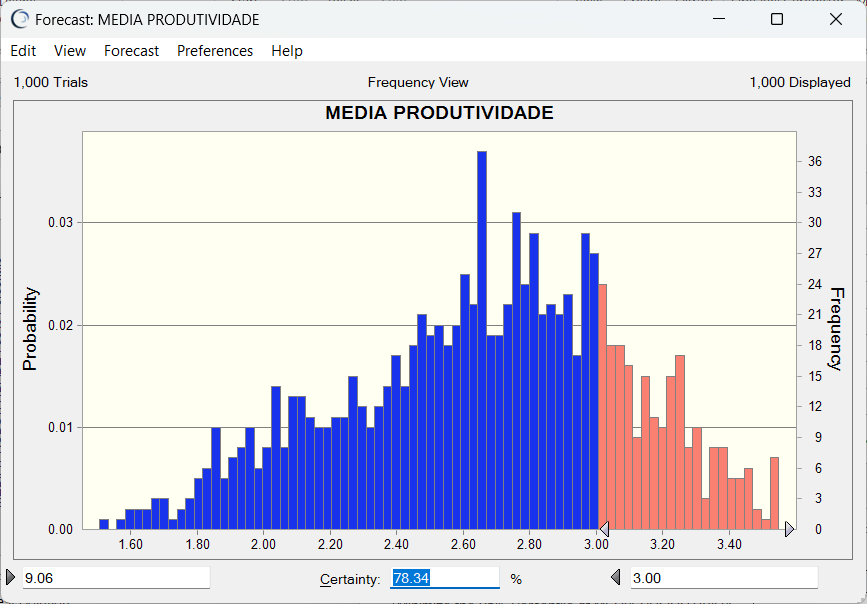 Forecast: MEDIA PRODUTIVIDADE
Edit View Forecast Preferences Help
1,000 Trials Frequency View 1,000 Displayed
MEDIA PRODUTIVIDADE
Probability
0.03
0.02
0.01
0.00
36
33
30
27
24
21
18
15
12
9
6
3
0
Frequency
1.60 1.80 2.00 2.20 2.40 2.60 2.80 3.00 3.20 3.40
9.06 Certainty: 78.34 % 3.00